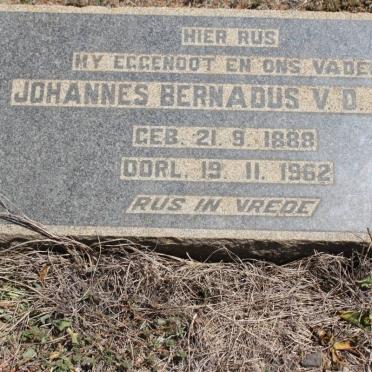 HIER RUS
MY EGGENOOT EN ONS VADE
JOHANNES BERNADUS V.D.
GEB. 21. 9. 1888
OORL. 19. 11. 1962
RUS IN VREDE